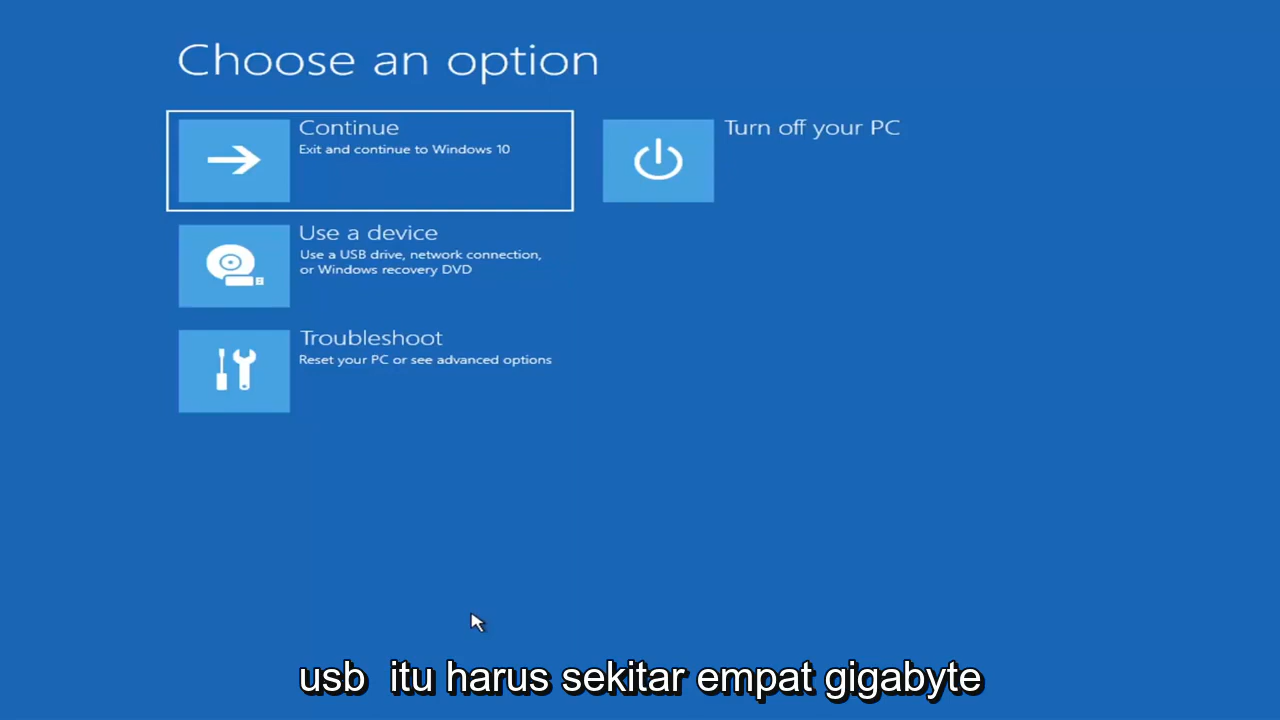 Choose an option
Continue
Exit and continue to Windows 10
Turn off your PC
Use a device
Use a USB drive, network connection,
or Windows recovery DVD
Troubleshoot
Reset your PC or see advanced options
usb itu harus sekitar empat gigabyte